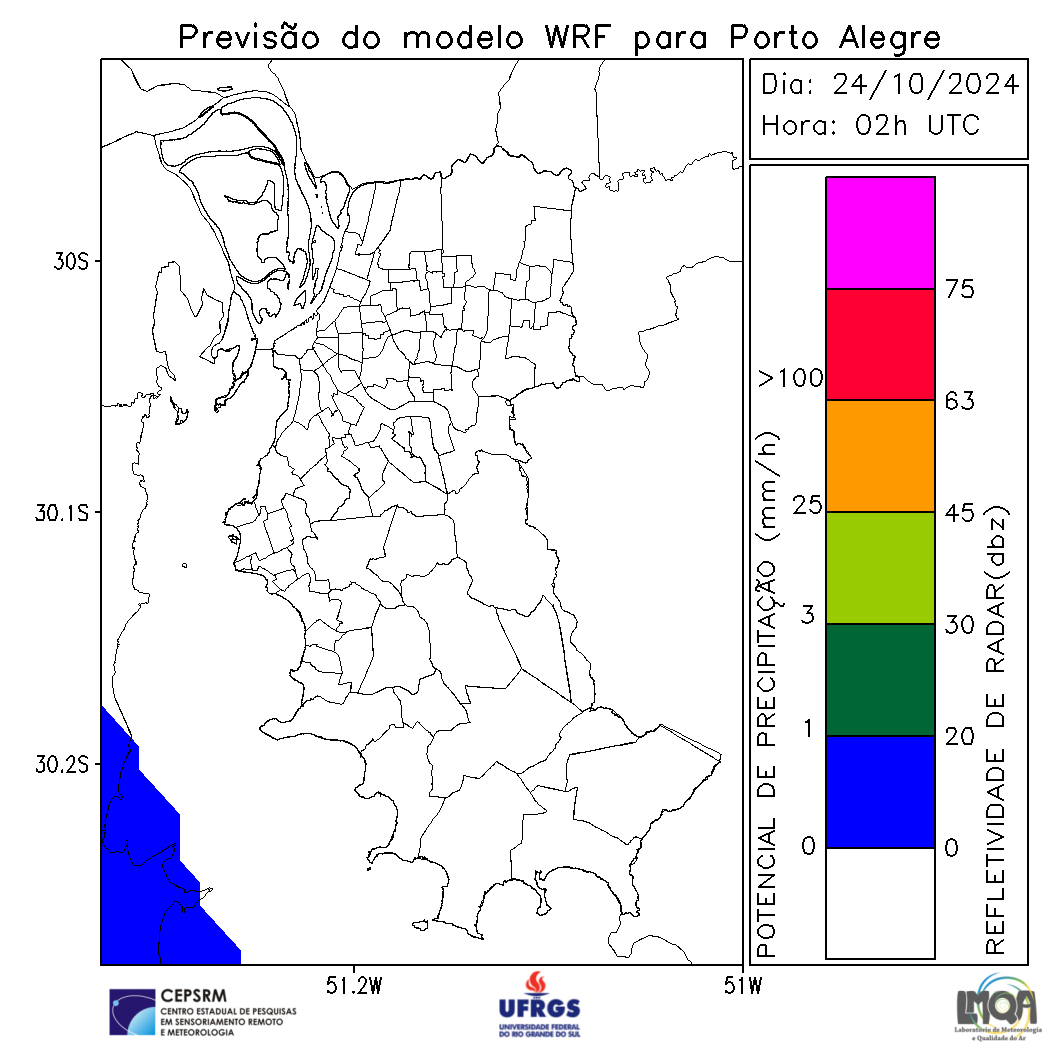 Previsão do modelo WRF para Porto Alegre
Dia: 24/10/2024
Hora: 02h UTC
30S
30.1S
30.2S
51.2W
51W
POTENCIAL DE PRECIPITAÇÃO (mm/h)
>100
25
3
1
0
75
63
45
30
20
0
REFLETIVIDADE DE RADAR(dbz)
CEPSRM
CENTRO ESTADUAL DE PESQUISAS
EM SENSORIAMENTO REMOTO
E METEOROLOGIA
UFRGS
UNIVERSIDADE FEDERAL
DO RIO GRANDE DO SUL
LMQA
Laboratório de Meteorologia
e Qualidade do Ar